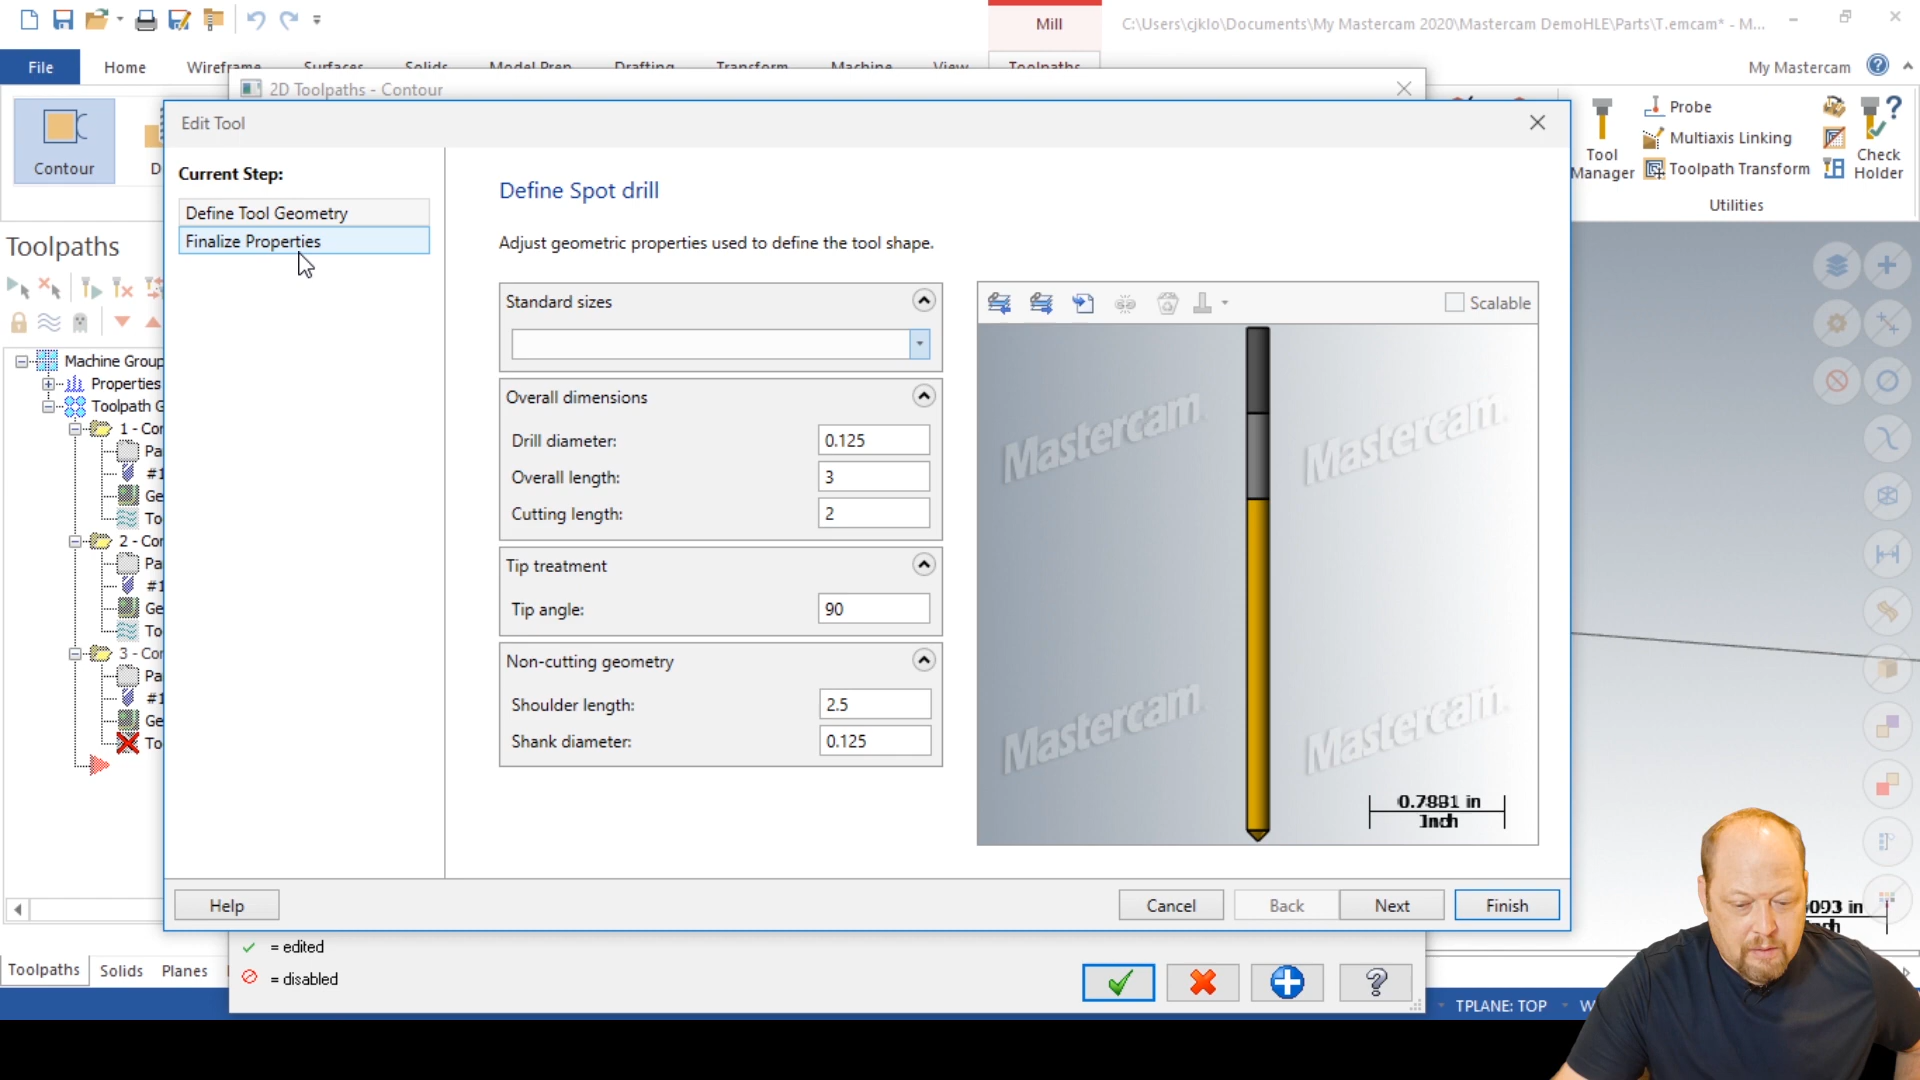 Mill
C:\Users\cjklo\Documents\My Mastercam 2020\Mastercam DemoHLE\Parts\T.emcam* - M...
File
Home
Wireframe
Surfaces
Solids
Model Prep
Drafting
Transform
Machine
View
Toolpaths
My Mastercam
2D Toolpaths - Contour
Contour
D
Probe
Multiaxis Linking
Toolpath Transform
Tool
Manager
Check
Holder
Utilities
Edit Tool
Current Step:
Define Tool Geometry
Finalize Properties
Define Spot drill
Adjust geometric properties used to define the tool shape.
Standard sizes
Overall dimensions
Drill diameter:
0.125
Overall length:
3
Cutting length:
2
Tip treatment
Tip angle:
90
Non-cutting geometry
Shoulder length:
2.5
Shank diameter:
0.125
Scalable
Mastercam
Mastercam
Mastercam
Mastercam
0.7881 in
Inch
Toolpaths
Machine Group
Properties
Toolpath G
1 - Cor
Pa
#1
Ge
To
2 - Cor
Pa
#1
Ge
To
3 - Cor
Pa
#1
Ge
To
Help
Cancel
Back
Next
Finish
= edited
= disabled
Toolpaths
Solids
Planes
TPLANE: TOP
W
093 in